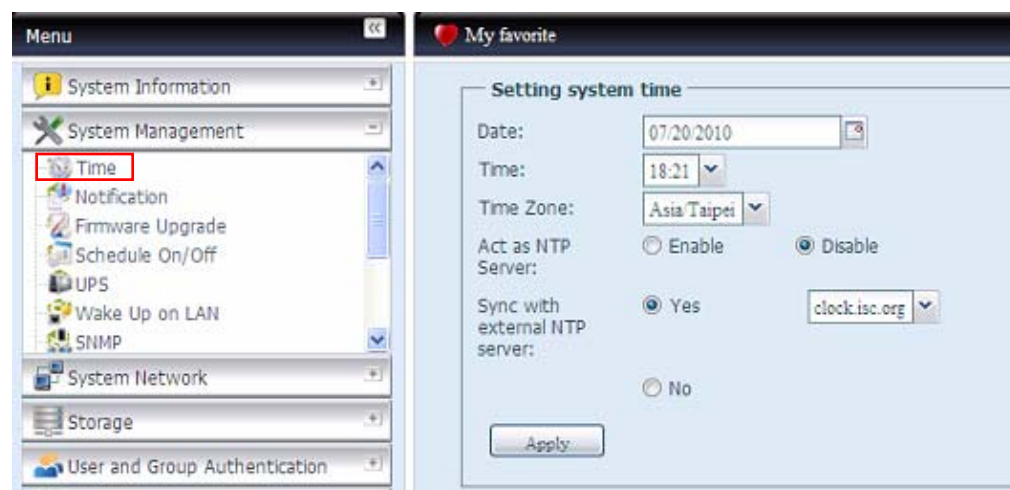 Menu
System Information
System Management
Time
Notification
Firmware Upgrade
Schedule On/Off
UPS
Wake Up on LAN
SNMP
System Network
Storage
User and Group Authentication
My favorite
Setting system time
Date: 07/20/2010
Time: 18:21
Time Zone: Asia/Taipei
Act as NTP Enable Disable
Server:
Sync with Yes clock.isc.org
external NTP
server:
No
Apply